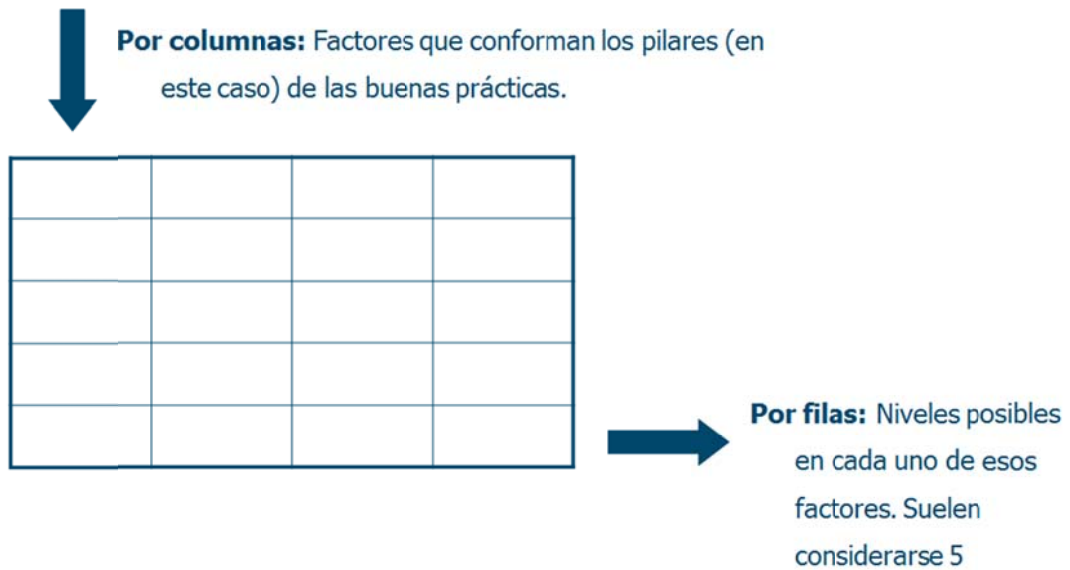 Por columnas: Factores que conforman los pilares (en
este caso) de las buenas prácticas.
Por filas: Niveles posibles
en cada uno de esos
factores. Suelen
considerarse 5